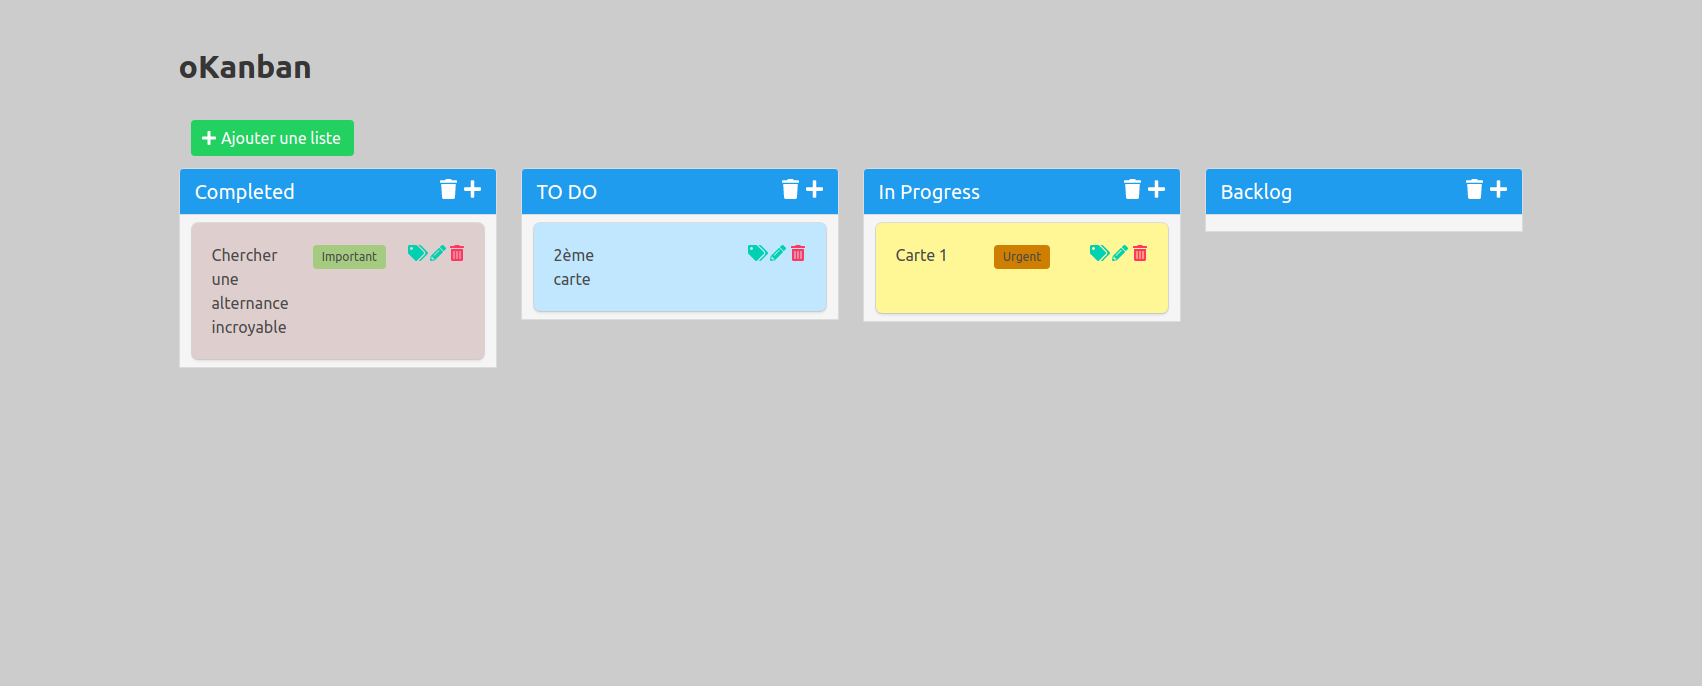 oKanban
Ajouter une liste
Completed
Chercher
une
alternance
incroyable
Important
TO DO
2ème
carte
In Progress
Carte 1
Urgent
Backlog